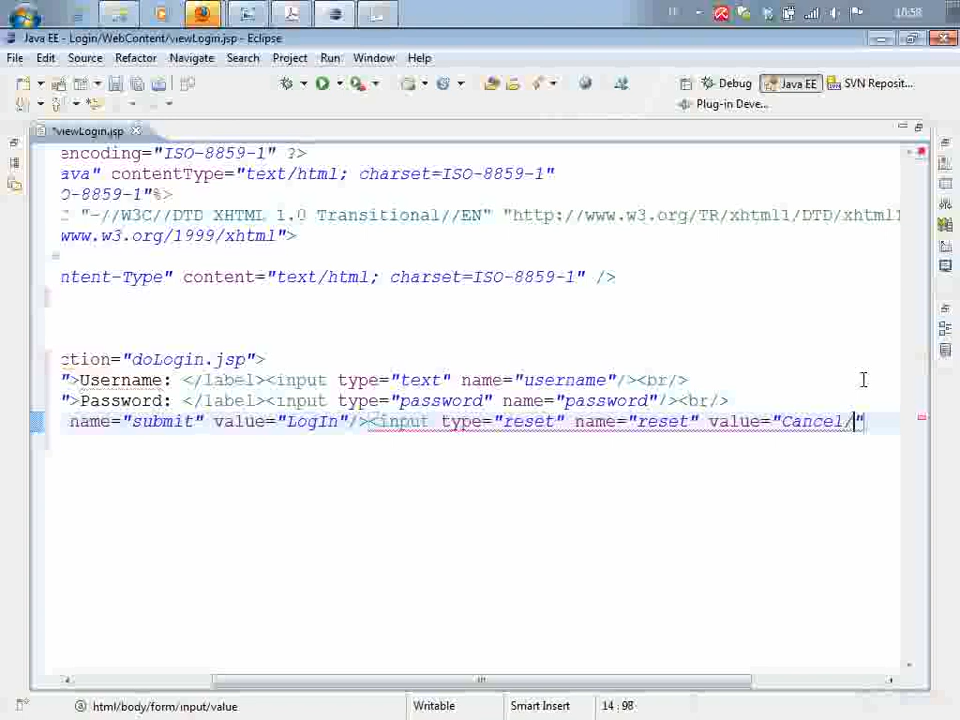 10:58
Java EE - Login/WebContent/viewLogin.jsp - Eclipse
File Edit Source Refactor Navigate Search Project Run Window Help
Debug Java EE SVN Reposit...
Plug-in Deve...
*viewLogin.jsp
encoding="ISO-8859-1" ?>
ava" contentType="text/html; charset=ISO-8859-1"
O-8859-1"%>
C "-//W3C//DTD XHTML 1.0 Transitional//EN" "http://www.w3.org/TR/xhtml1/DTD/xhtml1
www.w3.org/1999/xhtml">
ntent-Type" content="text/html; charset=ISO-8859-1" />
ction="doLogin.jsp">
">Username: </label><input type="text" name="username"/><br/>
">Password: </label><input type="password" name="password"/><br/>
name="submit" value="LogIn"/><input type="reset" name="reset" value="Cancel/"
html/body/form/input/value Writable Smart Insert 14 : 98